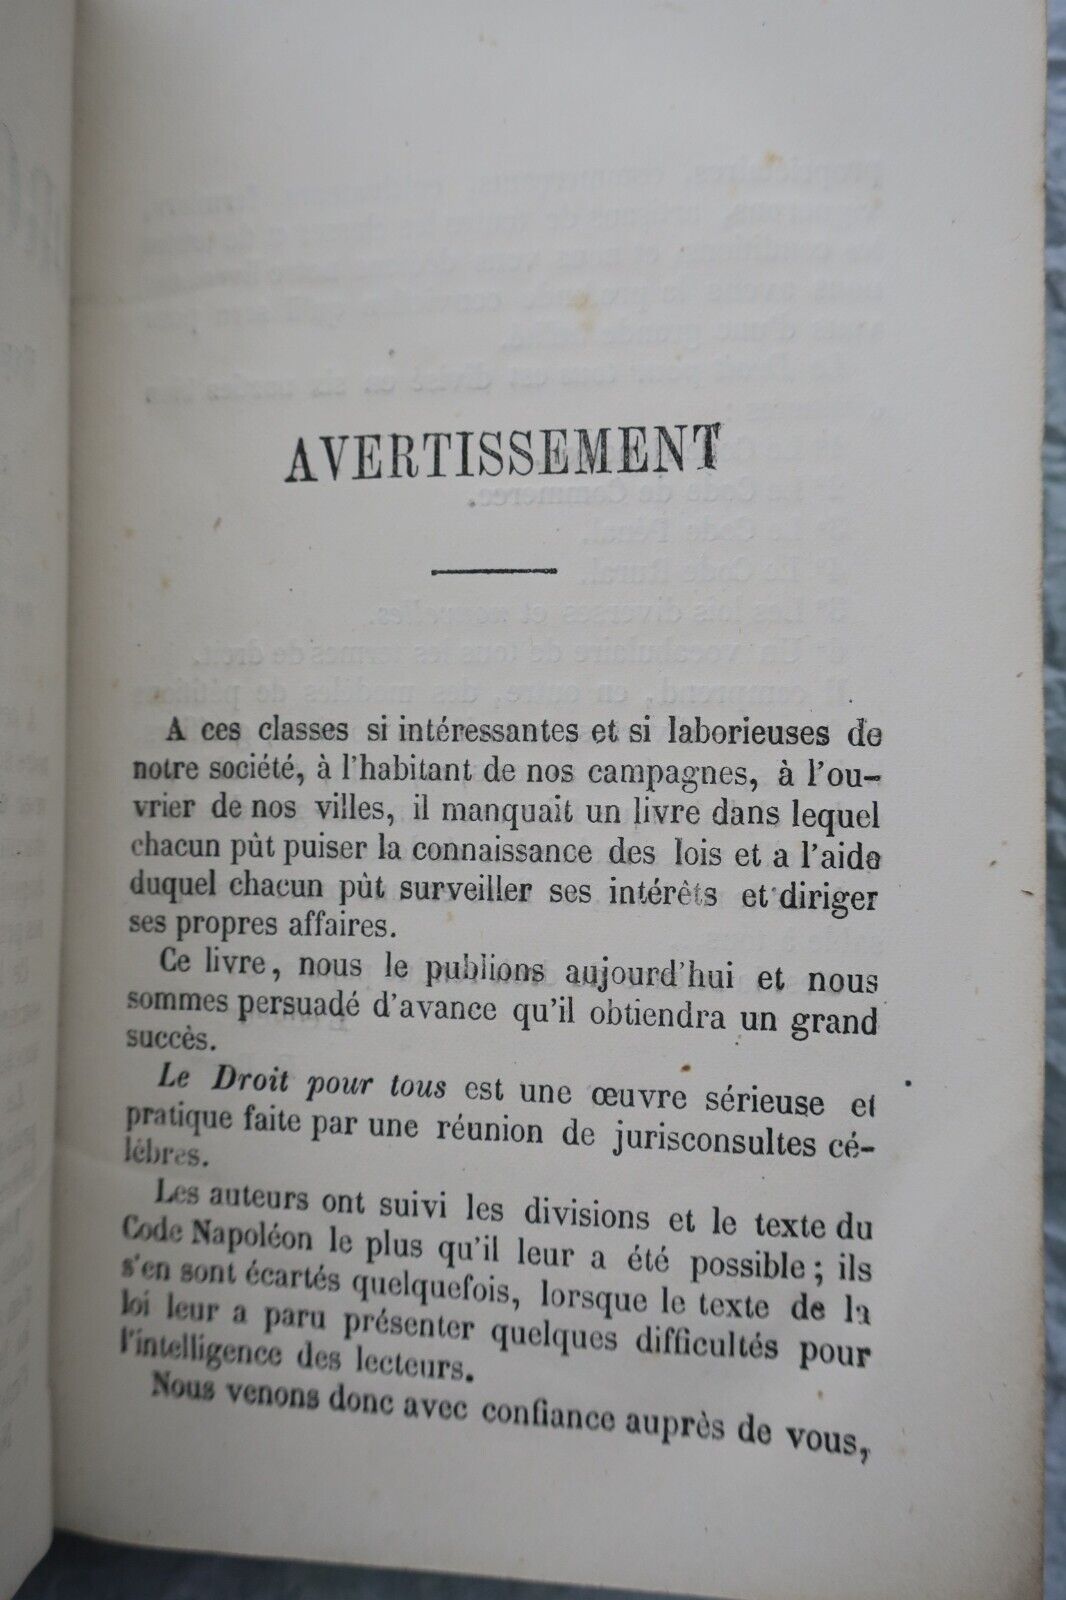 AVERTISSEMENT
A ces classes si intéressantes et si laborieuses de
notre société, à l'habitant de nos campagnes, à l'ou-
vrier de nos villes, il manquait un livre dans lequel
chacun pût puiser la connaissance des lois et a l'aide
duquel chacun pût surveiller ses intérêts et diriger
ses propres affaires.
Ce livre, nous le publions aujourd'hui et nous
sommes persuadé d'avance qu'il obtiendra un grand
succès.
Le Droit pour tous est une œuvre sérieuse et
pratique faite par une réunion de jurisconsultes cé-
lèbres.
Les auteurs ont suivi les divisions et le texte du
Code Napoléon le plus qu'il leur a été possible; ils
s'en sont écartés quelquefois, lorsque le texte de la
loi leur a paru présenter quelques difficultés pour
l'intelligence des lecteurs.
Nous venons donc avec confiance auprès de vous,